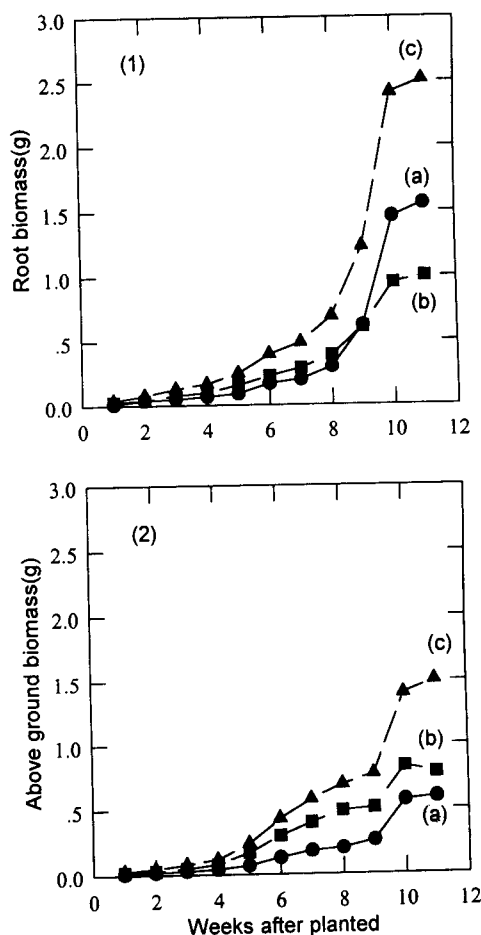 3.0
(1)
(c)
2.5
2.0
(a)
1.5
1.0
(b)
.5
0.0
0 2 4 6 8 10 12
Root biomass(g)
3.0
(2)
2.5
2.0
(c)
1.5
(b)
1.0
.5
(a)
0.0
0 2 4 6 8 10 12
Above ground biomass(g)
Weeks after planted